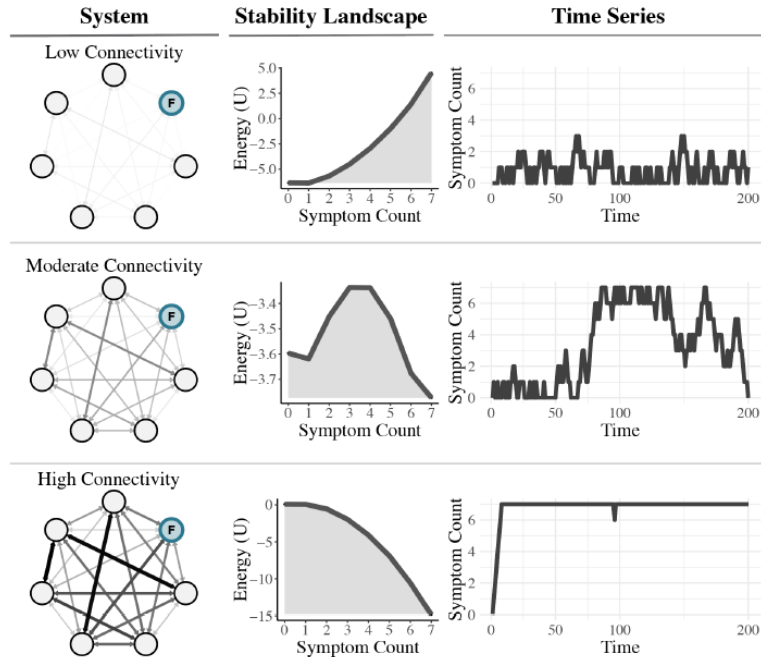 System Stability Landscape Time Series
Low Connectivity
F
Energy (U)
5.0
2.5
0.0
−2.5
−5.0
0 1 2 3 4 5 6 7
Symptom Count
Symptom Count
6
4
2
0
0 100 200
Time
Moderate Connectivity
F
Energy (U)
−3.4
−3.5
−3.6
−3.7
0 1 2 3 4 5 6 7
Symptom Count
Symptom Count
6
4
2
0
0 100 200
Time
High Connectivity
F
Energy (U)
0
−5
−10
−15
0 1 2 3 4 5 6 7
Symptom Count
Symptom Count
6
4
2
0
0 100 200
Time